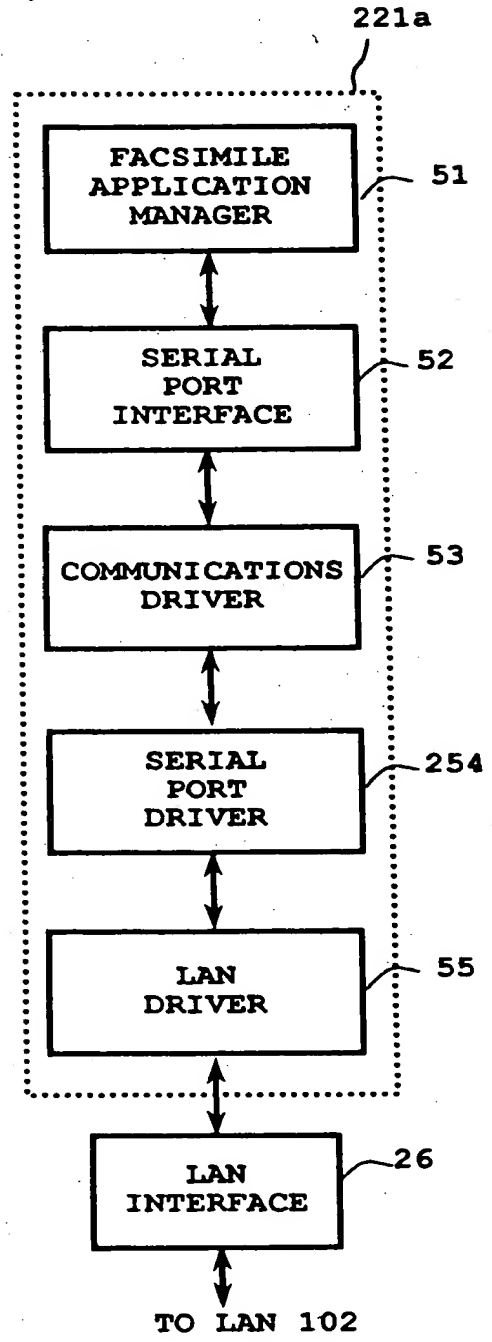 221a
FACSIMILE
APPLICATION
MANAGER
51
SERIAL
PORT
INTERFACE
52
COMMUNICATIONS
DRIVER
53
SERIAL
PORT
DRIVER
254
LAN
DRIVER
55
LAN
INTERFACE
26
TO LAN 102